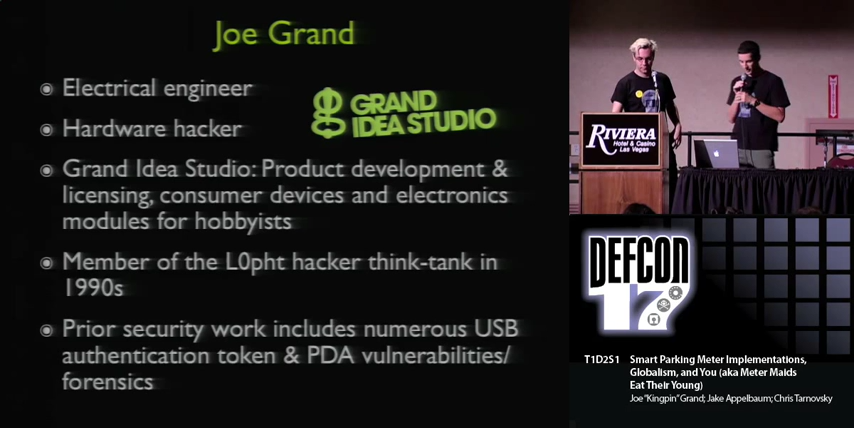 Joe Grand
Electrical engineer
GRAND
IDEA STUDIO
Hardware hacker
Grand Idea Studio: Product development &
licensing, consumer devices and electronics
modules for hobbyists
Member of the L0pht hacker think-tank in
1990s
Prior security work includes numerous USB
authentication token & PDA vulnerabilities/
forensics
RIVIERA
Hotel & Casino
Las Vegas
DEFCON
17
T1D2S1 Smart Parking Meter Implementations,
Globalism, and You (aka Meter Maids
Eat Their Young)
Joe "Kingpin" Grand; Jake Appelbaum; Chris Tarnovsky